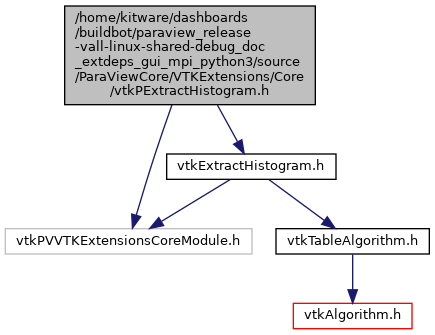 /home/kitware/dashboards
/buildbot/paraview_release
-vall-linux-shared-debug_doc
_extdeps_gui_mpi_python3/source
/ParaViewCore/VTKExtensions/Core
/vtkPExtractHistogram.h
vtkExtractHistogram.h
vtkPVVTKExtensionsCoreModule.h
vtkTableAlgorithm.h
vtkAlgorithm.h